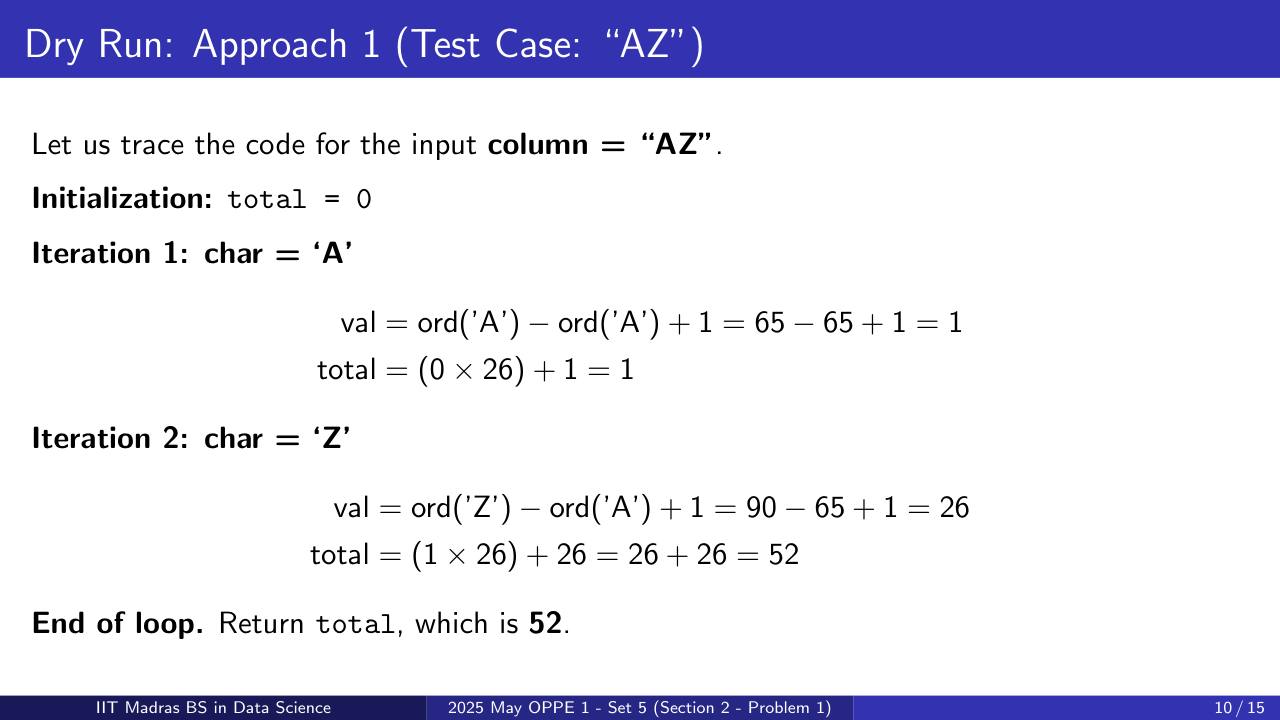 Dry Run: Approach 1 (Test Case: “AZ”)
Let us trace the code for the input column = “AZ”.
Initialization: total = 0
Iteration 1: char = ‘A’
val = ord(’A’) − ord(’A’) + 1 = 65 − 65 + 1 = 1
total = (0 × 26) + 1 = 1
Iteration 2: char = ‘Z’
val = ord(’Z’) − ord(’A’) + 1 = 90 − 65 + 1 = 26
total = (1 × 26) + 26 = 26 + 26 = 52
End of loop. Return total, which is 52.
IIT Madras BS in Data Science 2025 May OPPE 1 - Set 5 (Section 2 - Problem 1) 10 / 15